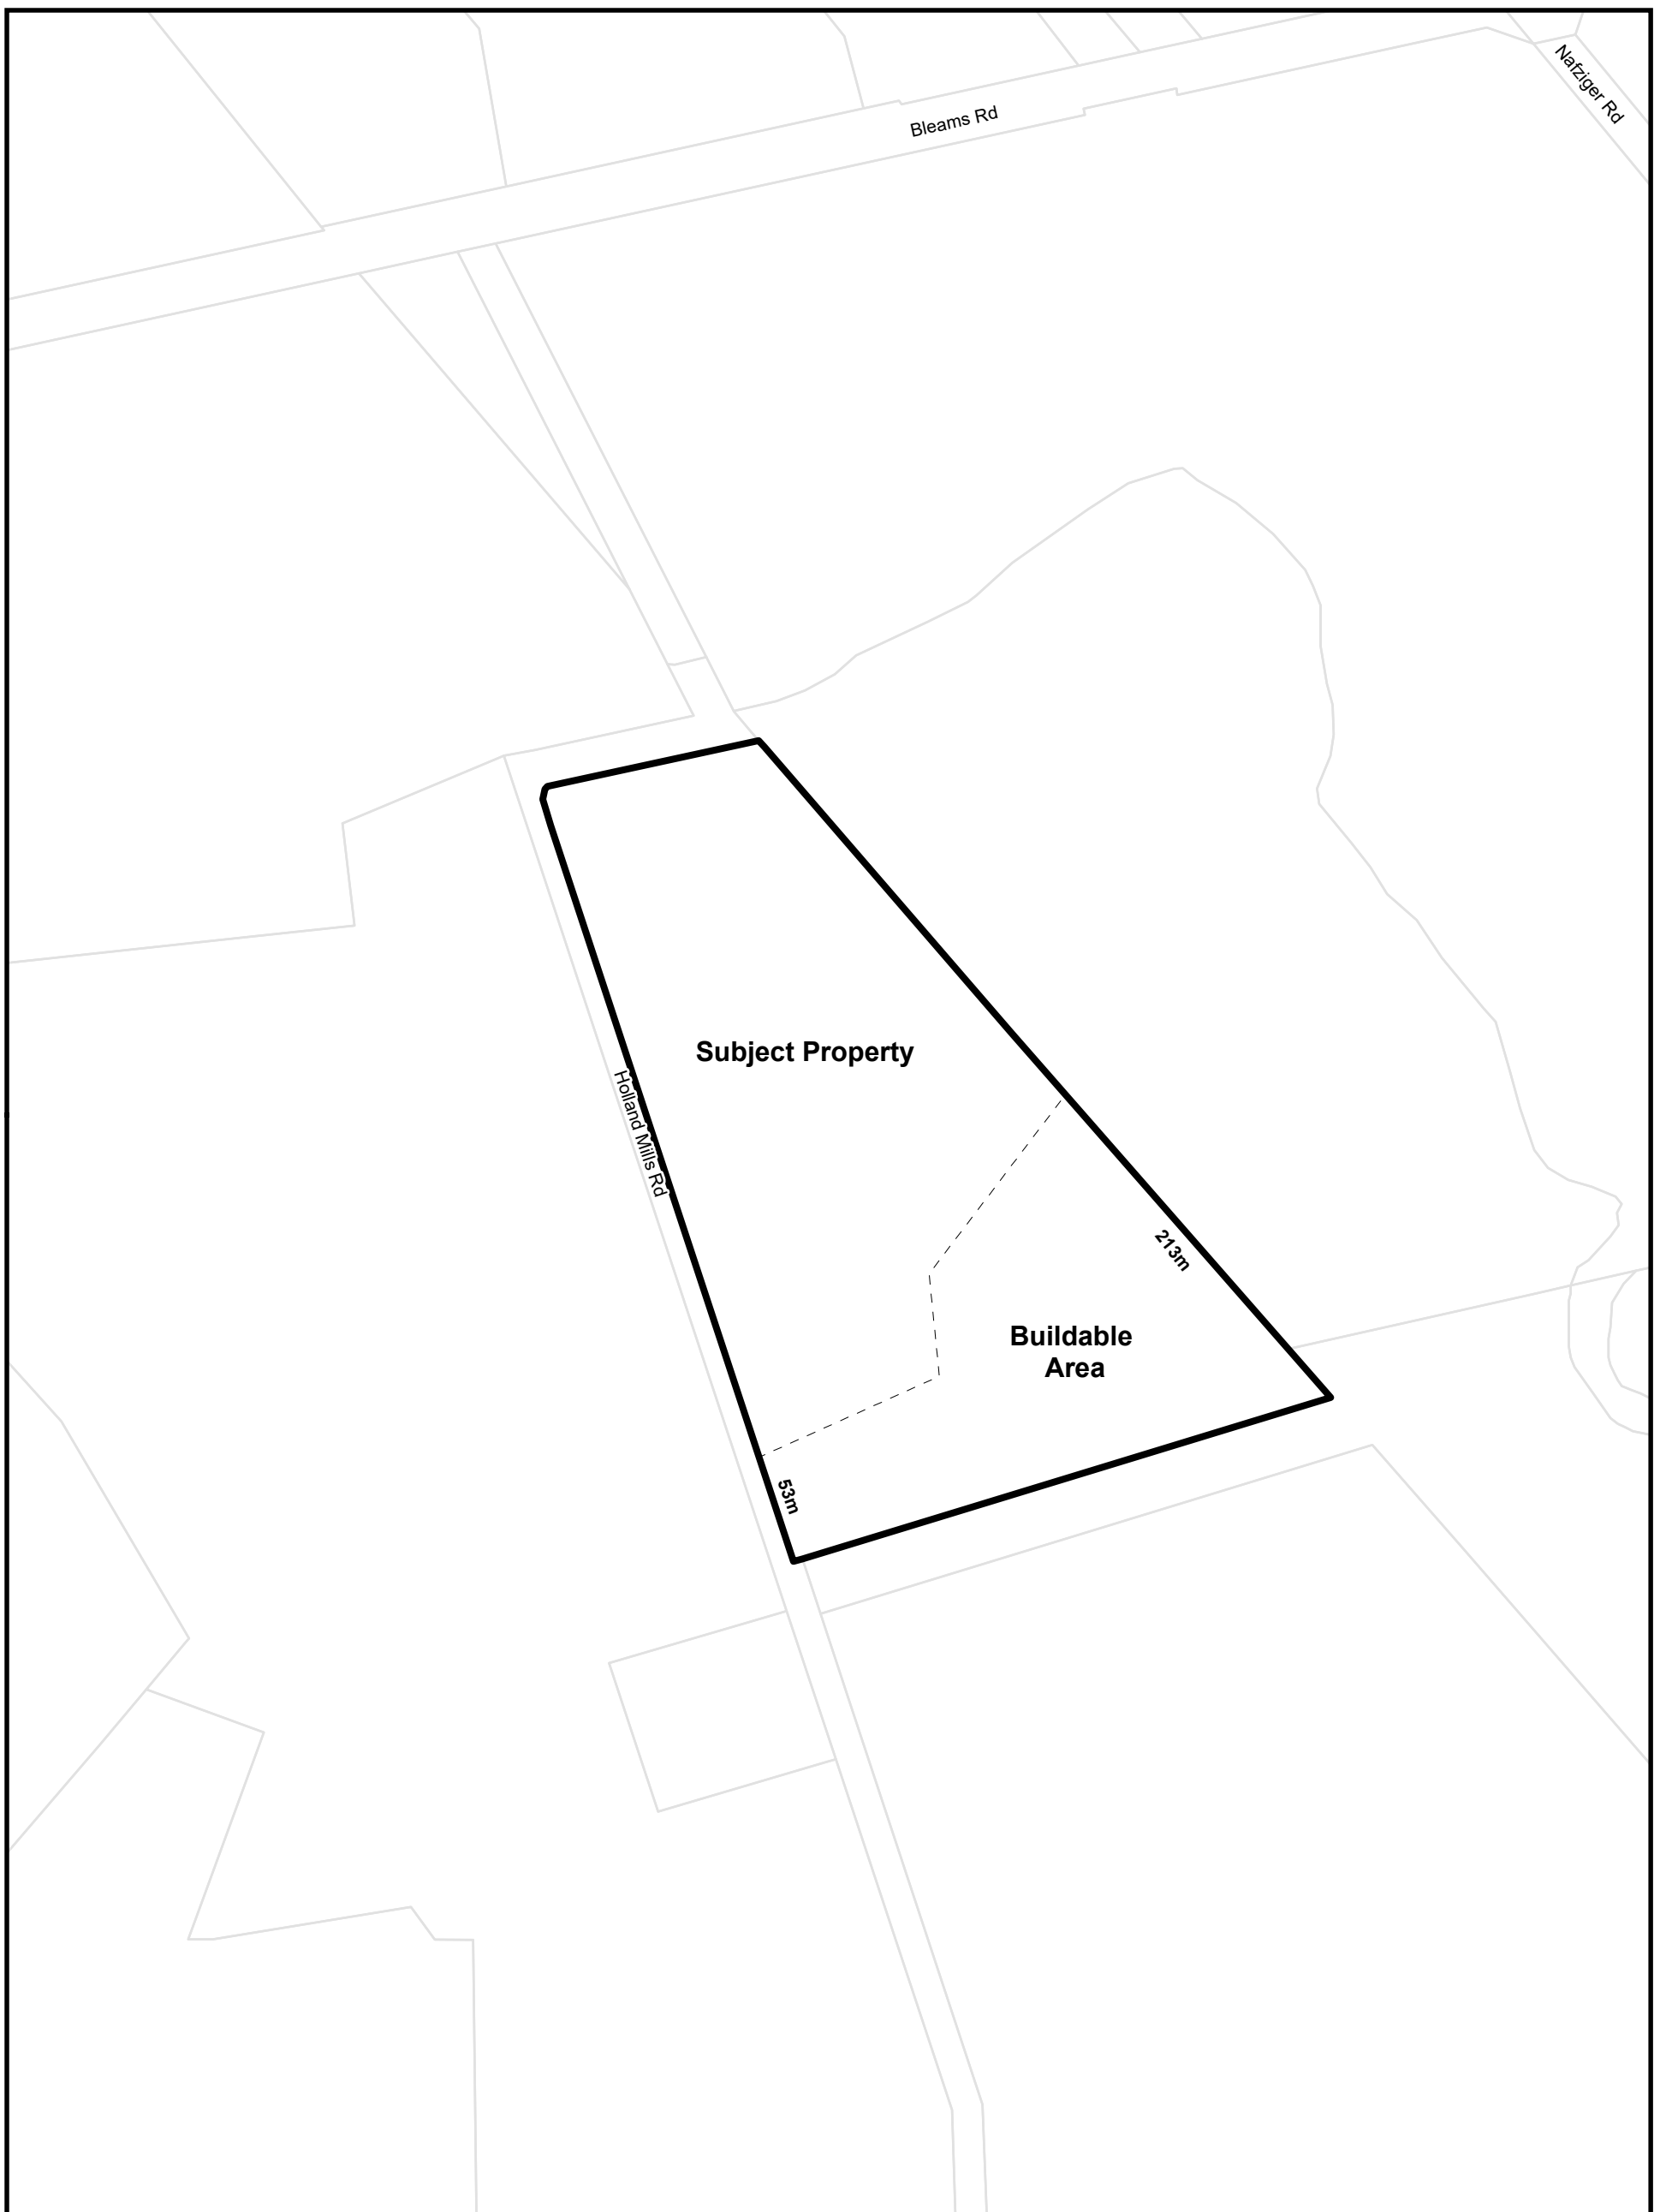 Nafziger Rd
Bleams Rd
Subject Property
Holland Mills Rd
213m
Buildable
Area
53m